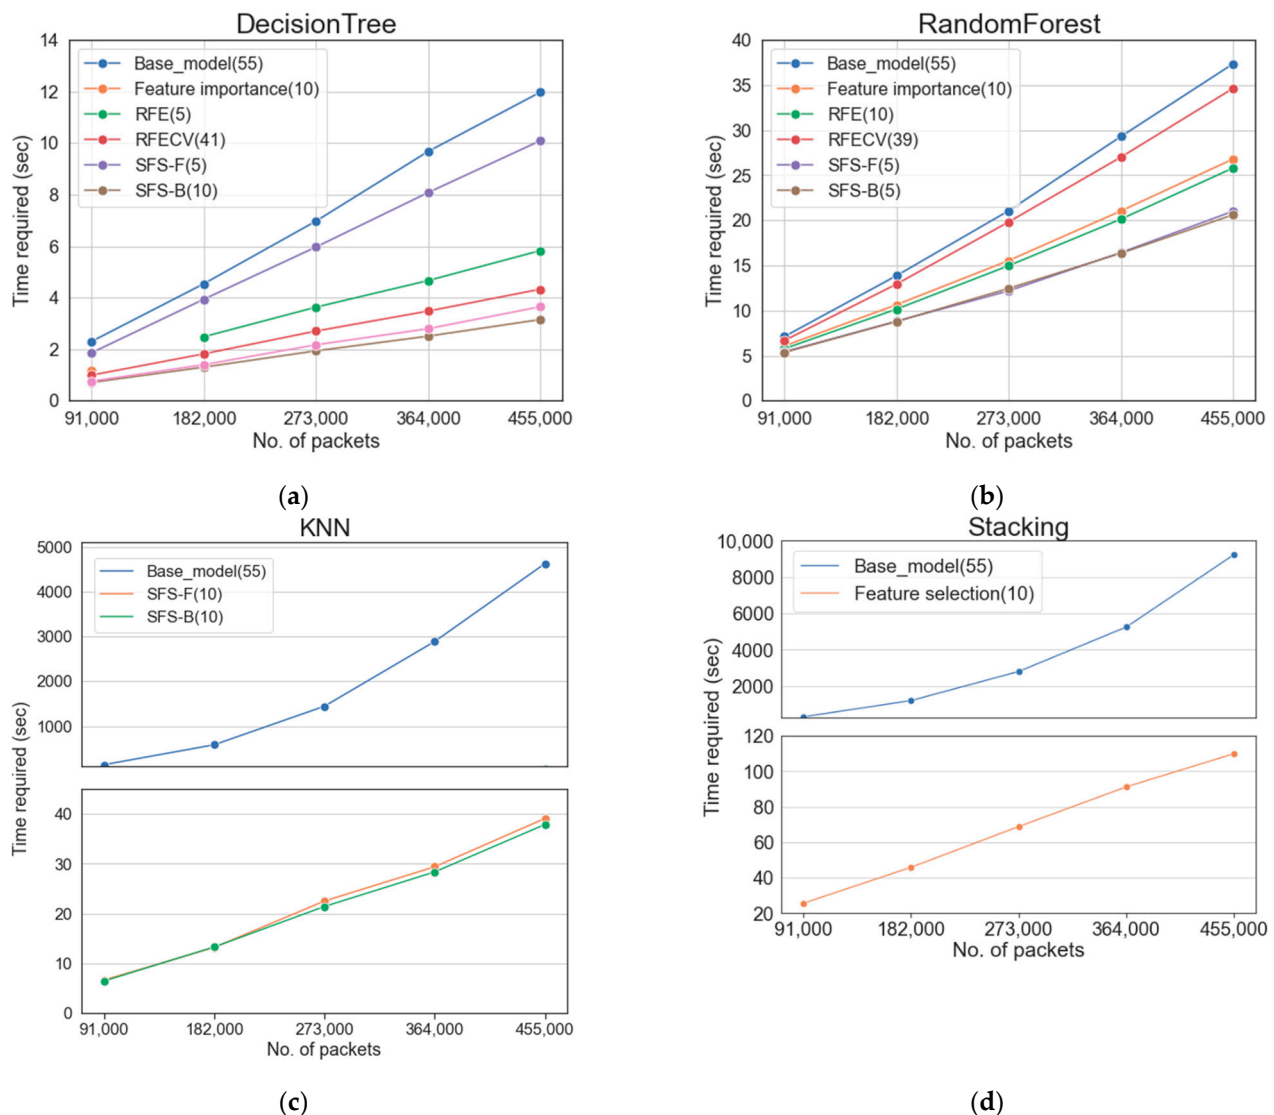 DecisionTree
14
12
10
8
6
4
2
0
Time required (sec)
Base_model(55)
Feature importance(10)
RFE(5)
RFECV(41)
SFS-F(5)
SFS-B(10)
91,000 182,000 273,000 364,000 455,000
No. of packets
(a)
RandomForest
40
35
30
25
20
15
10
5
0
Time required (sec)
Base_model(55)
Feature importance(10)
RFE(10)
RFECV(39)
SFS-F(5)
SFS-B(5)
91,000 182,000 273,000 364,000 455,000
No. of packets
(b)
KNN
5000
4000
3000
2000
1000
Base_model(55)
SFS-F(10)
SFS-B(10)
Time required (sec)
40
30
20
10
0
91,000 182,000 273,000 364,000 455,000
No. of packets
(c)
Stacking
10,000
8000
6000
4000
2000
Base_model(55)
Feature selection(10)
Time required (sec)
120
100
80
60
40
20
91,000 182,000 273,000 364,000 455,000
No. of packets
(d)